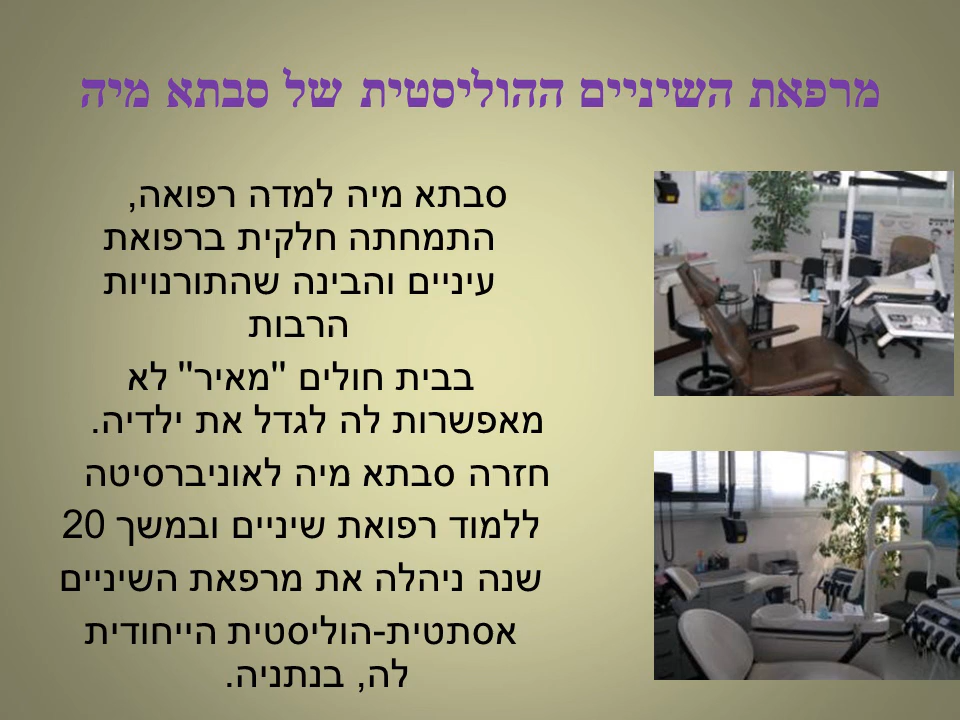 מרפאת השיניים ההוליסטית של סבתא מיה
סבתא מיה למדה רפואה,
התמחתה חלקית ברפואת
עיניים והבינה שהתורנויות
הרבות
בבית חולים "מאיר" לא
מאפשרות לה לגדל את ילדיה.
חזרה סבתא מיה לאוניברסיטה
ללמוד רפואת שיניים ובמשך 20
שנה ניהלה את מרפאת השיניים
אסתטית-הוליסטית הייחודית
לה, בנתניה.